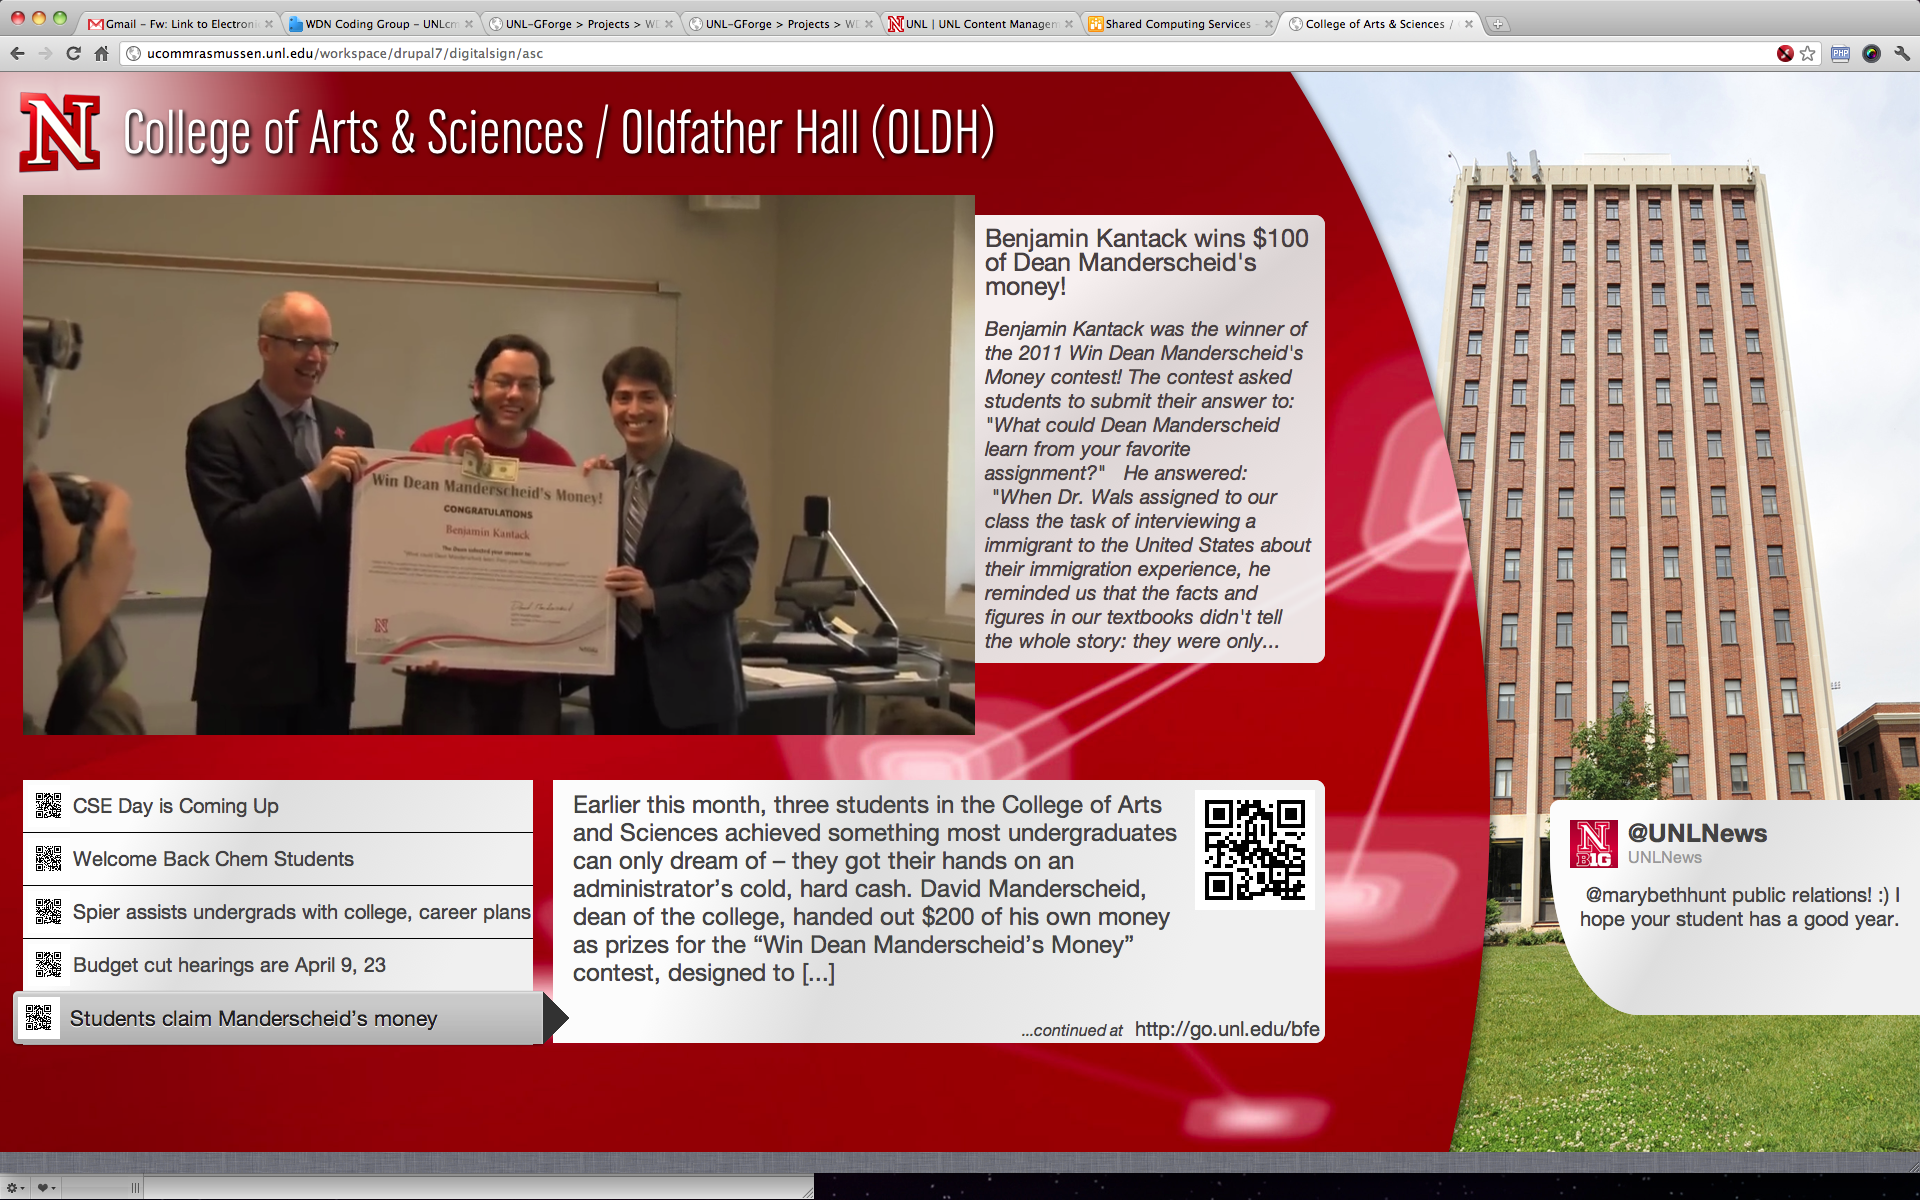 Gmail – Fw: Link to Electroni
WDN Coding Group – UNLcm
UNL-GForge > Projects > W
UNL-GForge > Projects > W
UNL | UNL Content Managem
Shared Computing Services –
College of Arts & Sciences /
ucommrasmussen.unl.edu/workspace/drupal7/digitalsign/asc
PHP
N
College of Arts & Sciences / Oldfather Hall (OLDH)
Win Dean Manderscheid's Money!
CONGRATULATIONS
Benjamin Kantack
The Dean selected your answer to:
N
Benjamin Kantack wins $100
of Dean Manderscheid's
money!
Benjamin Kantack was the winner of
the 2011 Win Dean Manderscheid's
Money contest! The contest asked
students to submit their answer to:
"What could Dean Manderscheid
learn from your favorite
assignment?"   He answered:
"When Dr. Wals assigned to our
class the task of interviewing a
immigrant to the United States about
their immigration experience, he
reminded us that the facts and
figures in our textbooks didn't tell
the whole story: they were only...
CSE Day is Coming Up
Welcome Back Chem Students
Spier assists undergrads with college, career plans
Budget cut hearings are April 9, 23
Students claim Manderscheid’s money
Earlier this month, three students in the College of Arts
and Sciences achieved something most undergraduates
can only dream of – they got their hands on an
administrator’s cold, hard cash. David Manderscheid,
dean of the college, handed out $200 of his own money
as prizes for the “Win Dean Manderscheid’s Money”
contest, designed to [...]
...continued at http://go.unl.edu/bfe
N
B1G
@UNLNews
UNLNews
@marybethhunt public relations! :) I
hope your student has a good year.